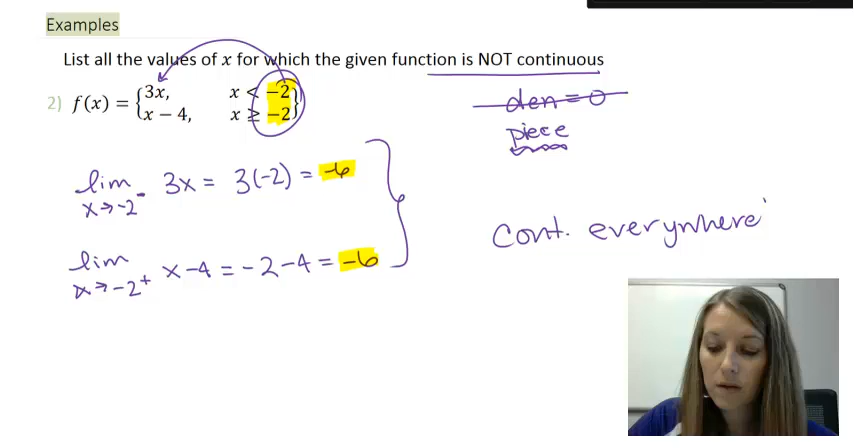 Examples
List all the values of x for which the given function is NOT continuous
2) f(x) = {3x, x < -2
x − 4, x ≥ -2}
den = 0
piece
lim x→-2⁻ 3x = 3(-2) = -6
lim x→-2⁺ x-4 = -2-4 = -6
cont. everywhere